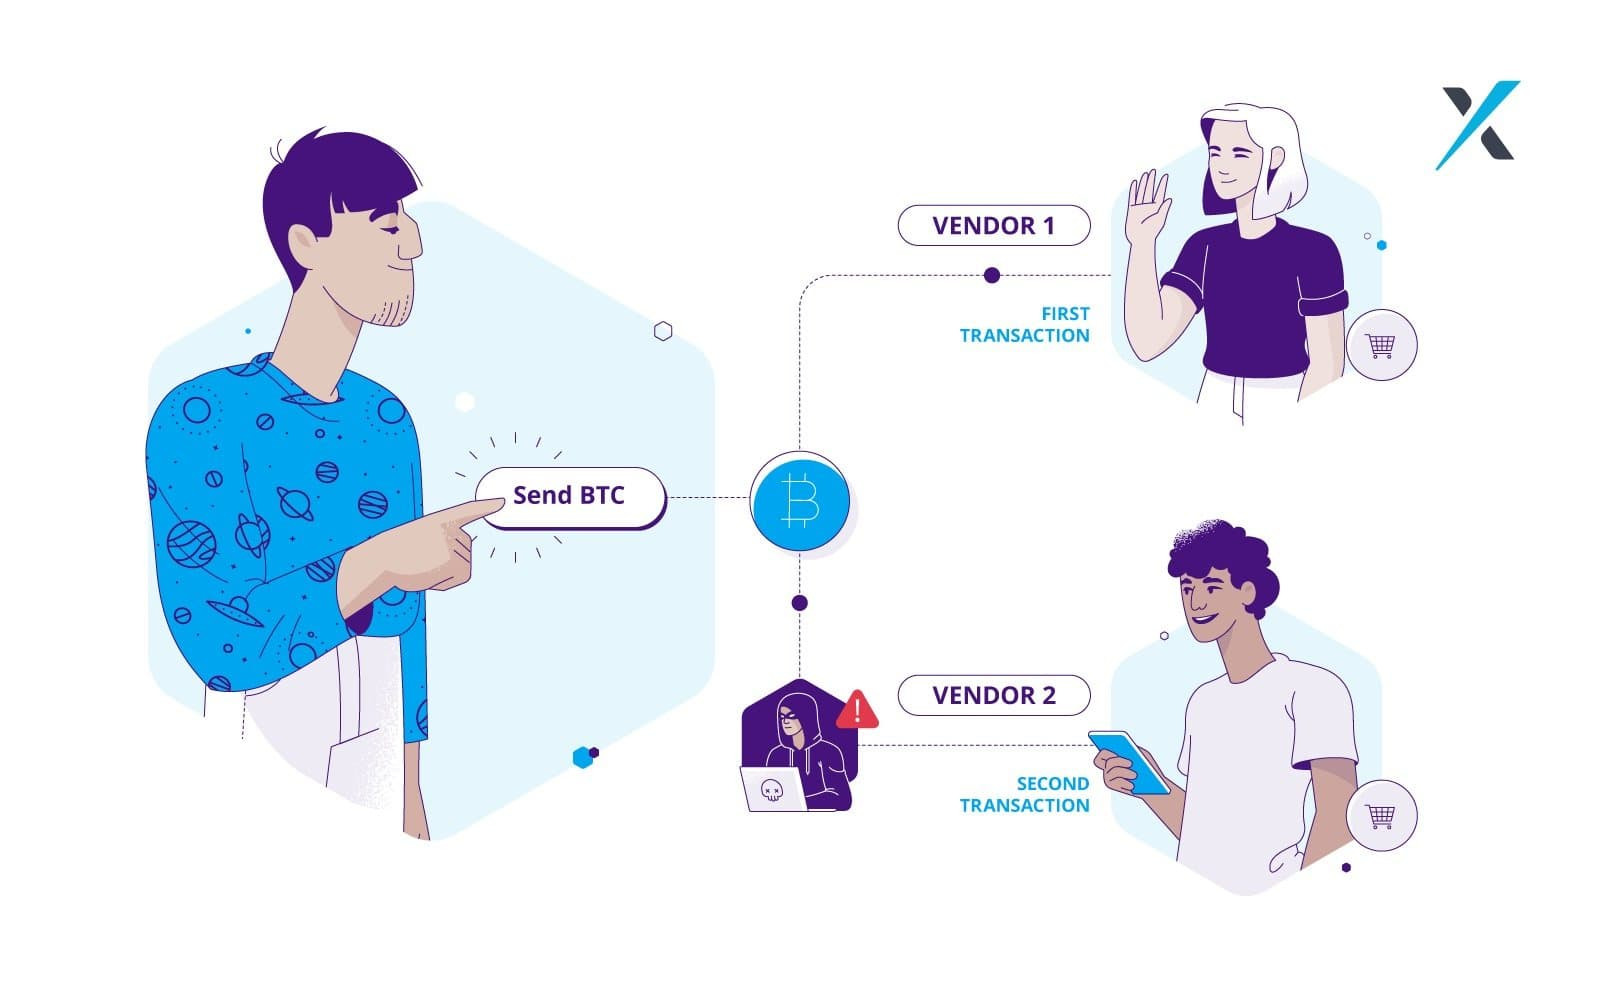 Send BTC
VENDOR 1
FIRST
TRANSACTION
VENDOR 2
SECOND
TRANSACTION